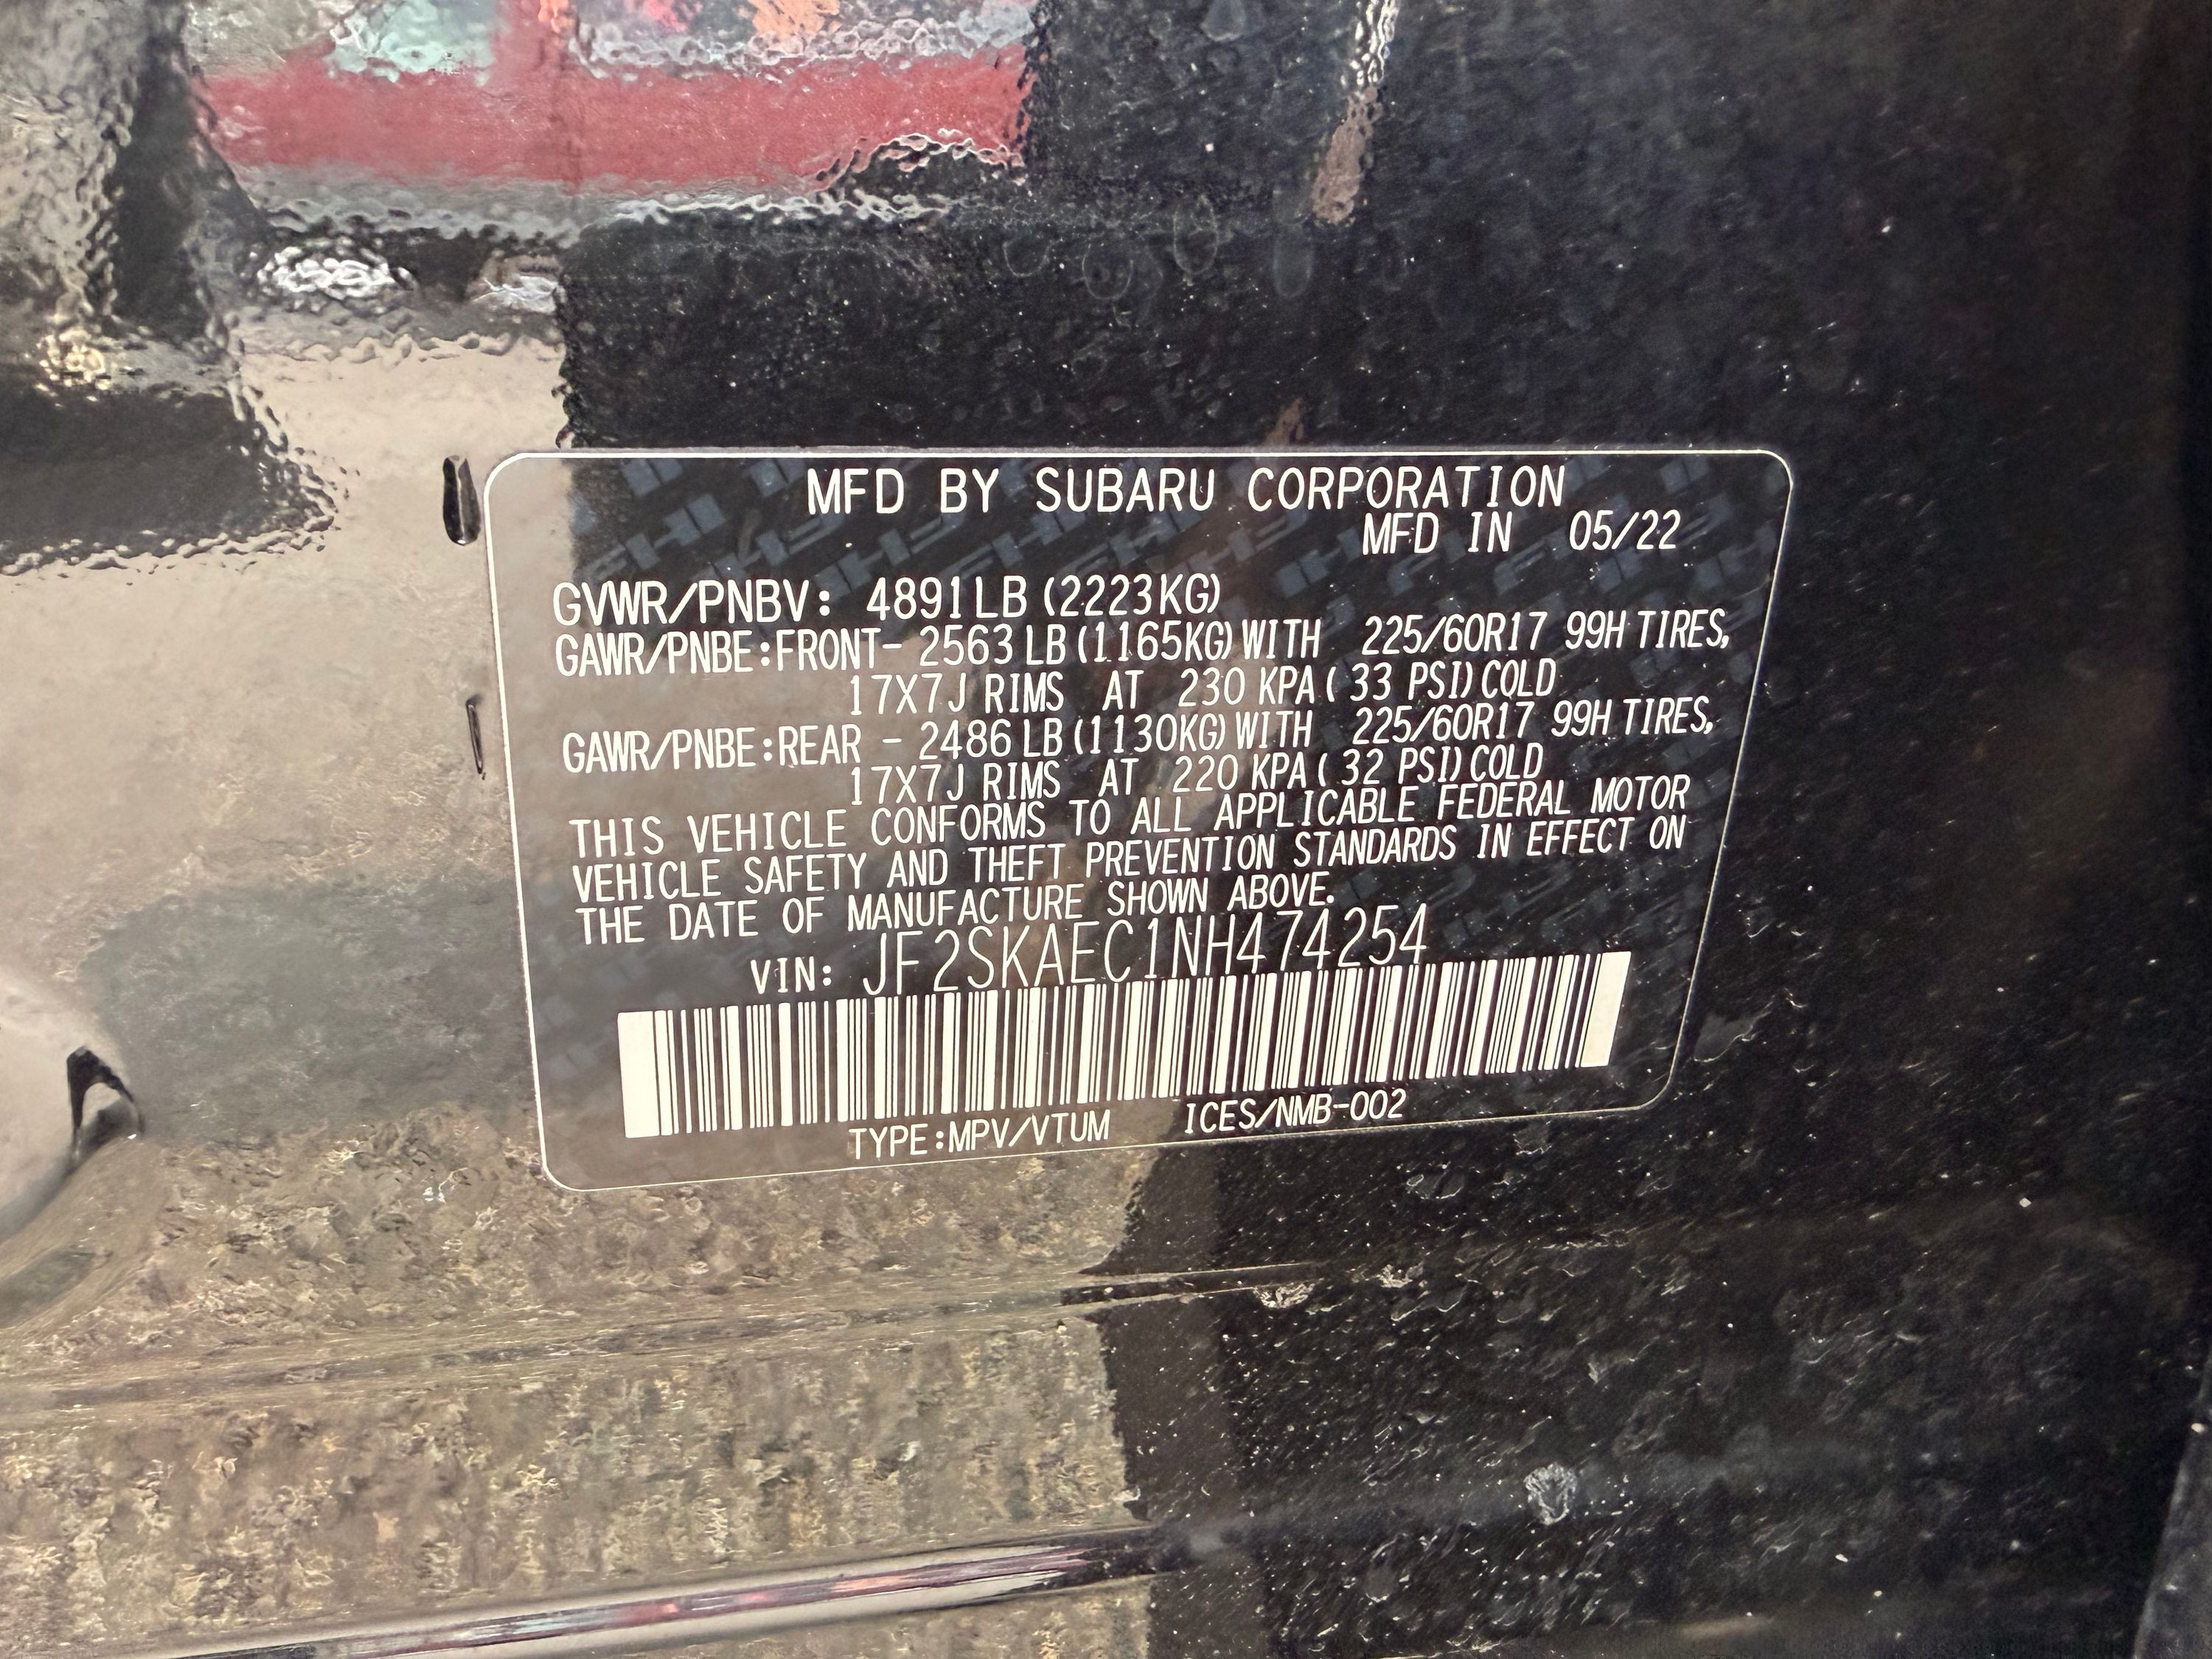 MFD BY SUBARU CORPORATION
MFD IN 05/22
GVWR/PNBV: 4891LB (2223KG)
GAWR/PNBE:FRONT- 2563 LB (1165KG) WITH 225/60R17 99H TIRES,
17X7J RIMS AT 230 KPA ( 33 PSI) COLD
GAWR/PNBE:REAR - 2486 LB (1130KG) WITH 225/60R17 99H TIRES,
17X7J RIMS AT 220 KPA ( 32 PSI) COLD
THIS VEHICLE CONFORMS TO ALL APPLICABLE FEDERAL MOTOR
VEHICLE SAFETY AND THEFT PREVENTION STANDARDS IN EFFECT ON
THE DATE OF MANUFACTURE SHOWN ABOVE.
VIN: JF2SKAEC1NH474254
TYPE:MPV/VTUM ICES/NMB-002